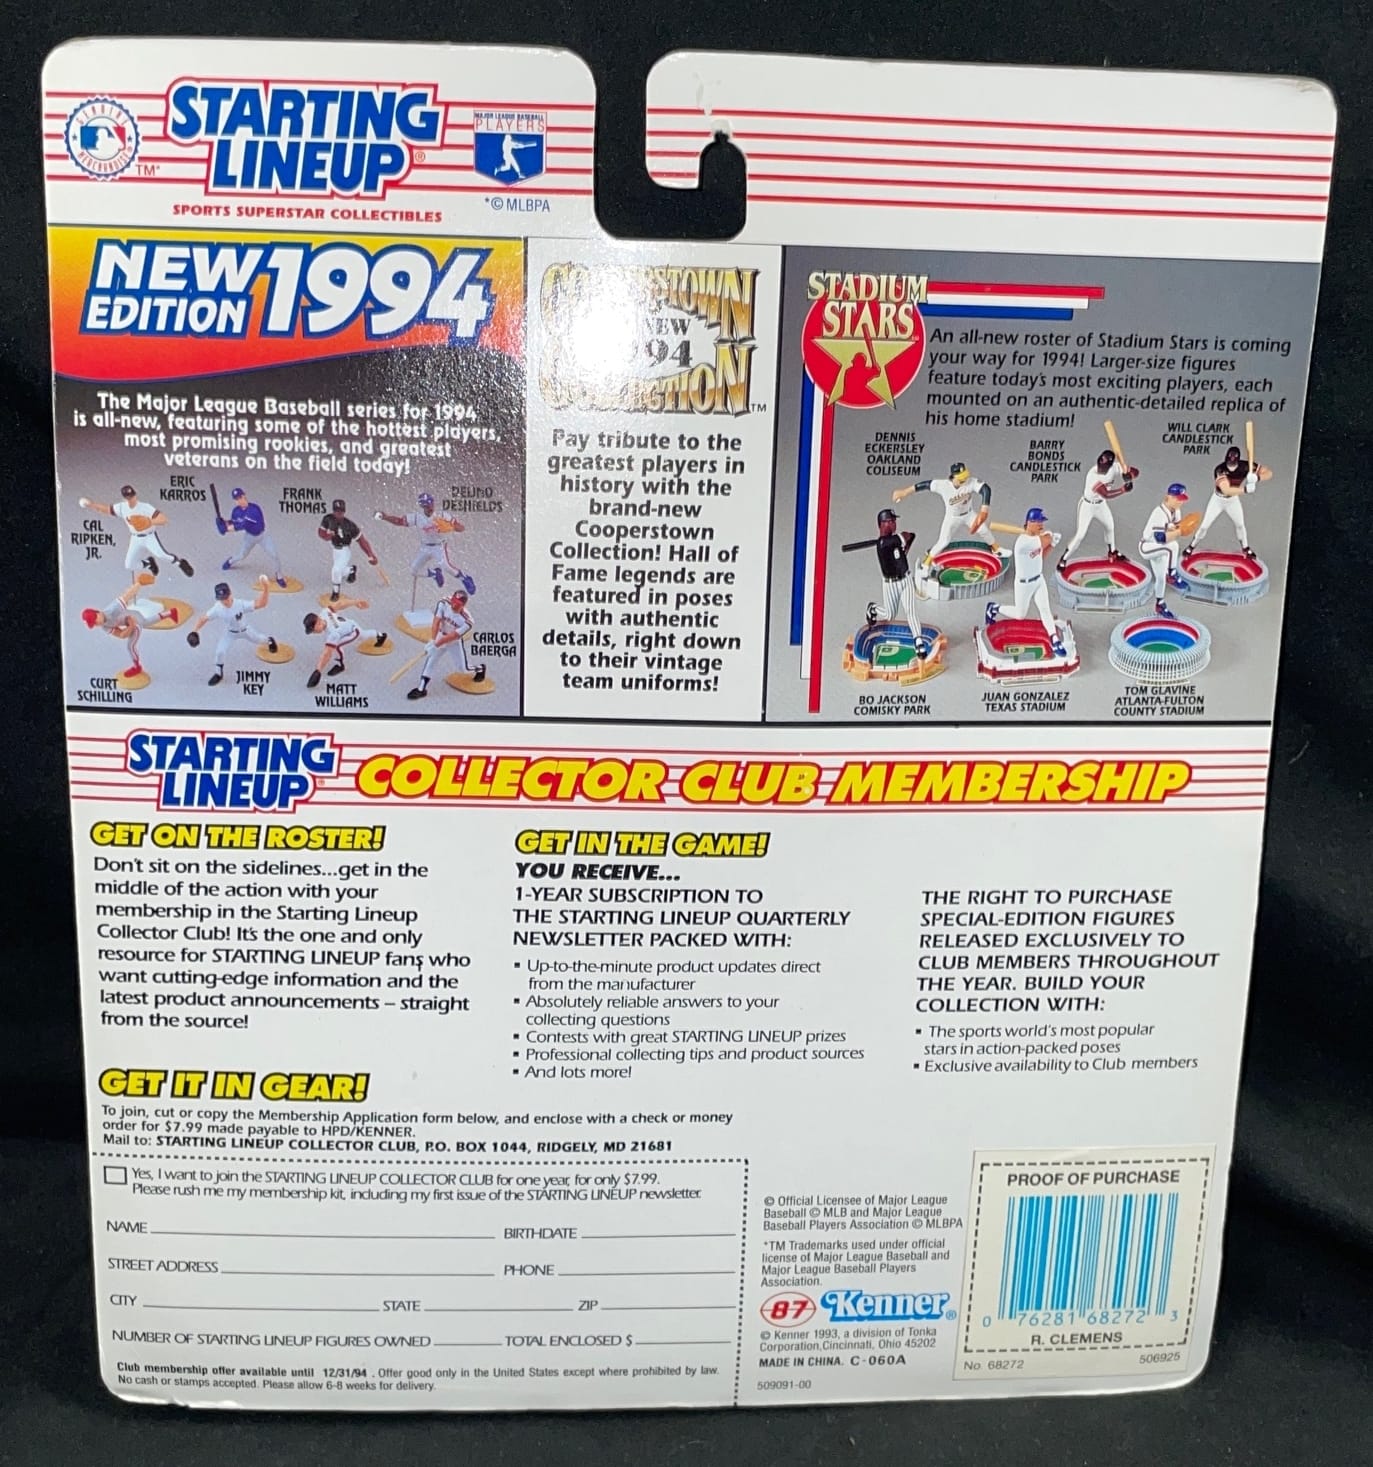 GENUINE MERCHANDISE
TM*
STARTING
LINEUP®
SPORTS SUPERSTAR COLLECTIBLES
MAJOR LEAGUE BASEBALL
PLAYERS
*© MLBPA
NEW 1994
EDITION
The Major League Baseball series for 1994
is all-new, featuring some of the hottest players,
most promising rookies, and greatest
veterans on the field today!
CAL
RIPKEN,
JR.
ERIC
KARROS
FRANK
THOMAS
DELINO
DESHIELDS
CURT
SCHILLING
JIMMY
KEY
MATT
WILLIAMS
CARLOS
BAERGA
COOPERSTOWN
NEW
1994
COLLECTION
TM
Pay tribute to the
greatest players in
history with the
brand-new
Cooperstown
Collection! Hall of
Fame legends are
featured in poses
with authentic
details, right down
to their vintage
team uniforms!
STADIUM
STARS
An all-new roster of Stadium Stars is coming
your way for 1994! Larger-size figures
feature today's most exciting players, each
mounted on an authentic-detailed replica of
his home stadium!
DENNIS
ECKERSLEY
OAKLAND
COLISEUM
BARRY
BONDS
CANDLESTICK
PARK
WILL CLARK
CANDLESTICK
PARK
BO JACKSON
COMISKY PARK
JUAN GONZALEZ
TEXAS STADIUM
TOM GLAVINE
ATLANTA-FULTON
COUNTY STADIUM
STARTING
LINEUP®
COLLECTOR CLUB MEMBERSHIP
GET ON THE ROSTER!
Don't sit on the sidelines...get in the
middle of the action with your
membership in the Starting Lineup
Collector Club! It's the one and only
resource for STARTING LINEUP fans who
want cutting-edge information and the
latest product announcements – straight
from the source!
GET IN THE GAME!
YOU RECEIVE...
1-YEAR SUBSCRIPTION TO
THE STARTING LINEUP QUARTERLY
NEWSLETTER PACKED WITH:
▪ Up-to-the-minute product updates direct
from the manufacturer
▪ Absolutely reliable answers to your
collecting questions
▪ Contests with great STARTING LINEUP prizes
▪ Professional collecting tips and product sources
▪ And lots more!
THE RIGHT TO PURCHASE
SPECIAL-EDITION FIGURES
RELEASED EXCLUSIVELY TO
CLUB MEMBERS THROUGHOUT
THE YEAR. BUILD YOUR
COLLECTION WITH:
▪ The sports world's most popular
stars in action-packed poses
▪ Exclusive availability to Club members
GET IT IN GEAR!
To join, cut or copy the Membership Application form below, and enclose with a check or money
order for $7.99 made payable to HPD/KENNER.
Mail to: STARTING LINEUP COLLECTOR CLUB, P.O. BOX 1044, RIDGELY, MD 21681
Yes, I want to join the STARTING LINEUP COLLECTOR CLUB for one year, for only $7.99.
Please rush me my membership kit, including my first issue of the STARTING LINEUP newsletter.
NAME BIRTHDATE
STREET ADDRESS PHONE
CITY STATE ZIP
NUMBER OF STARTING LINEUP FIGURES OWNED TOTAL ENCLOSED $
Club membership offer available until 12/31/94 . Offer good only in the United States except where prohibited by law.
No cash or stamps accepted. Please allow 6-8 weeks for delivery.
© Official Licensee of Major League
Baseball © MLB and Major League
Baseball Players Association © MLBPA
*TM Trademarks used under official
license of Major League Baseball and
Major League Baseball Players
Association.
87 Kenner®
© Kenner 1993, a division of Tonka
Corporation, Cincinnati, Ohio 45202
MADE IN CHINA. C-060A
509091-00
PROOF OF PURCHASE
0 76281 68272 3
R. CLEMENS
No. 68272
506925